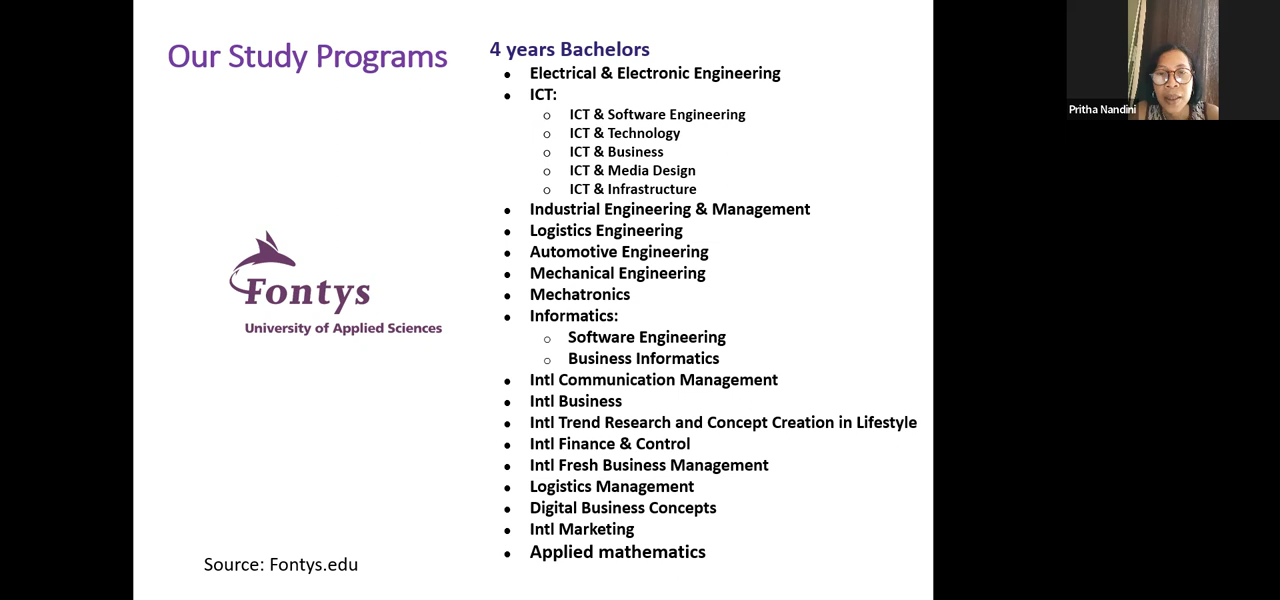 Our Study Programs
4 years Bachelors
• Electrical & Electronic Engineering
• ICT:
o ICT & Software Engineering
o ICT & Technology
o ICT & Business
o ICT & Media Design
o ICT & Infrastructure
• Industrial Engineering & Management
• Logistics Engineering
• Automotive Engineering
• Mechanical Engineering
• Mechatronics
• Informatics:
o Software Engineering
o Business Informatics
• Intl Communication Management
• Intl Business
• Intl Trend Research and Concept Creation in Lifestyle
• Intl Finance & Control
• Intl Fresh Business Management
• Logistics Management
• Digital Business Concepts
• Intl Marketing
• Applied mathematics
Fontys
University of Applied Sciences
Source: Fontys.edu
Pritha Nandini